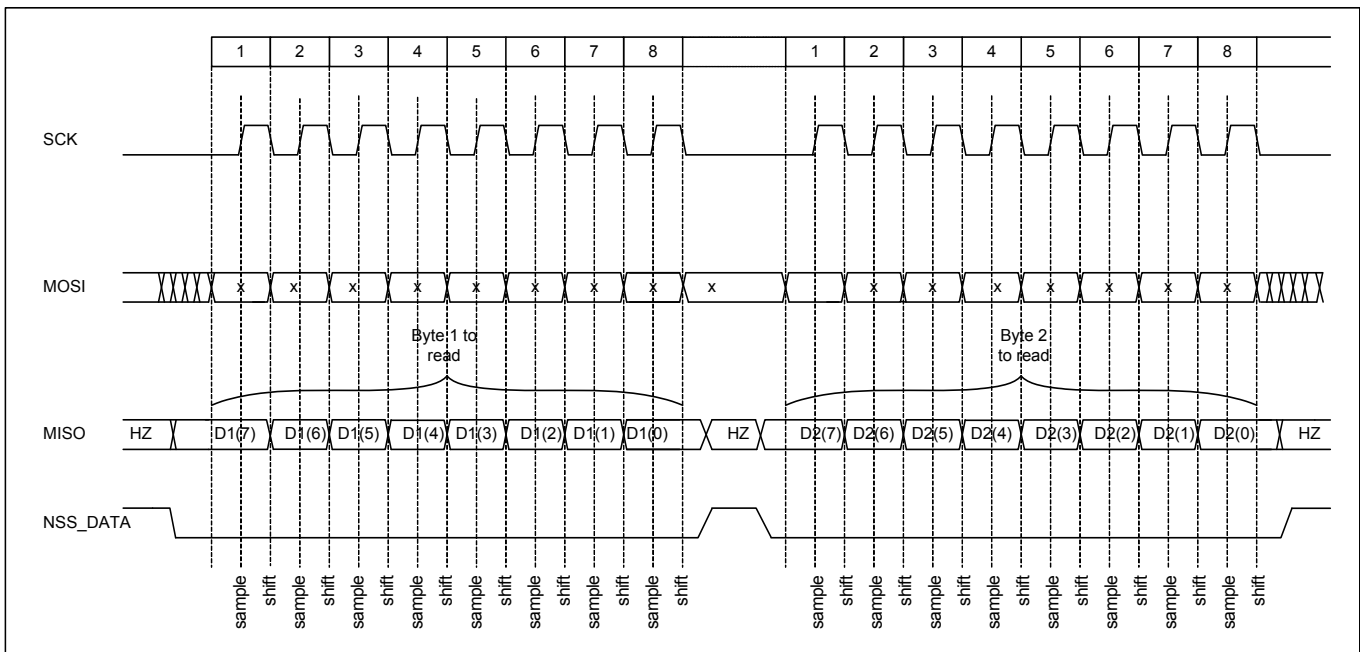 1 2 3 4 5 6 7 8 1 2 3 4 5 6 7 8
SCK
MOSI x x x x x x x x x x x x x x x x
Byte 1 to
read
Byte 2
to read
MISO HZ D1(7) D1(6) D1(5) D1(4) D1(3) D1(2) D1(1) D1(0) HZ D2(7) D2(6) D2(5) D2(4) D2(3) D2(2) D2(1) D2(0) HZ
NSS_DATA
sample shift sample shift sample shift sample shift sample shift sample shift sample shift sample shift sample shift sample shift sample shift sample shift sample shift sample shift sample shift sample shift